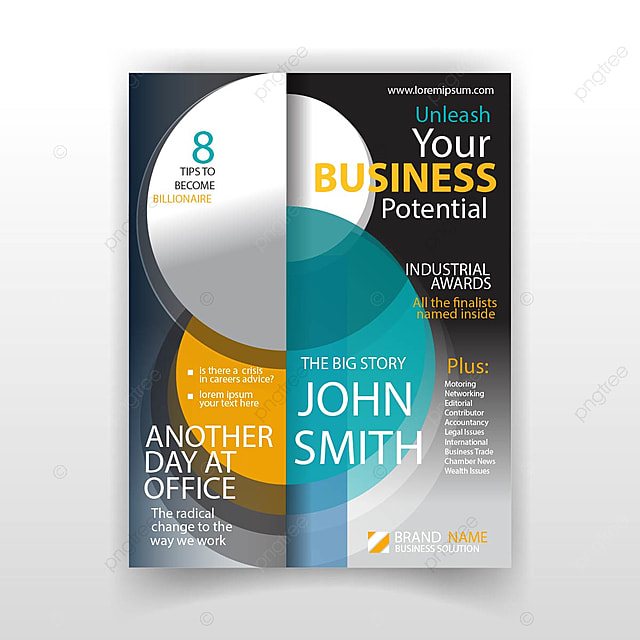 www.loremipsum.com
Unleash
Your
BUSINESS
Potential
8
TIPS TO
BECOME
BILLIONAIRE
INDUSTRIAL
AWARDS
All the finalists
named inside
is there a crisis
in careers advice?
lorem ipsum
your text here
THE BIG STORY
JOHN
SMITH
Plus:
Motoring
Networking
Editorial
Contributor
Accountancy
Legal Issues
International
Business Trade
Chamber News
Wealth Issues
ANOTHER
DAY AT
OFFICE
The radical
change to the
way we work
BRAND NAME
BUSINESS SOLUTION
pngtree